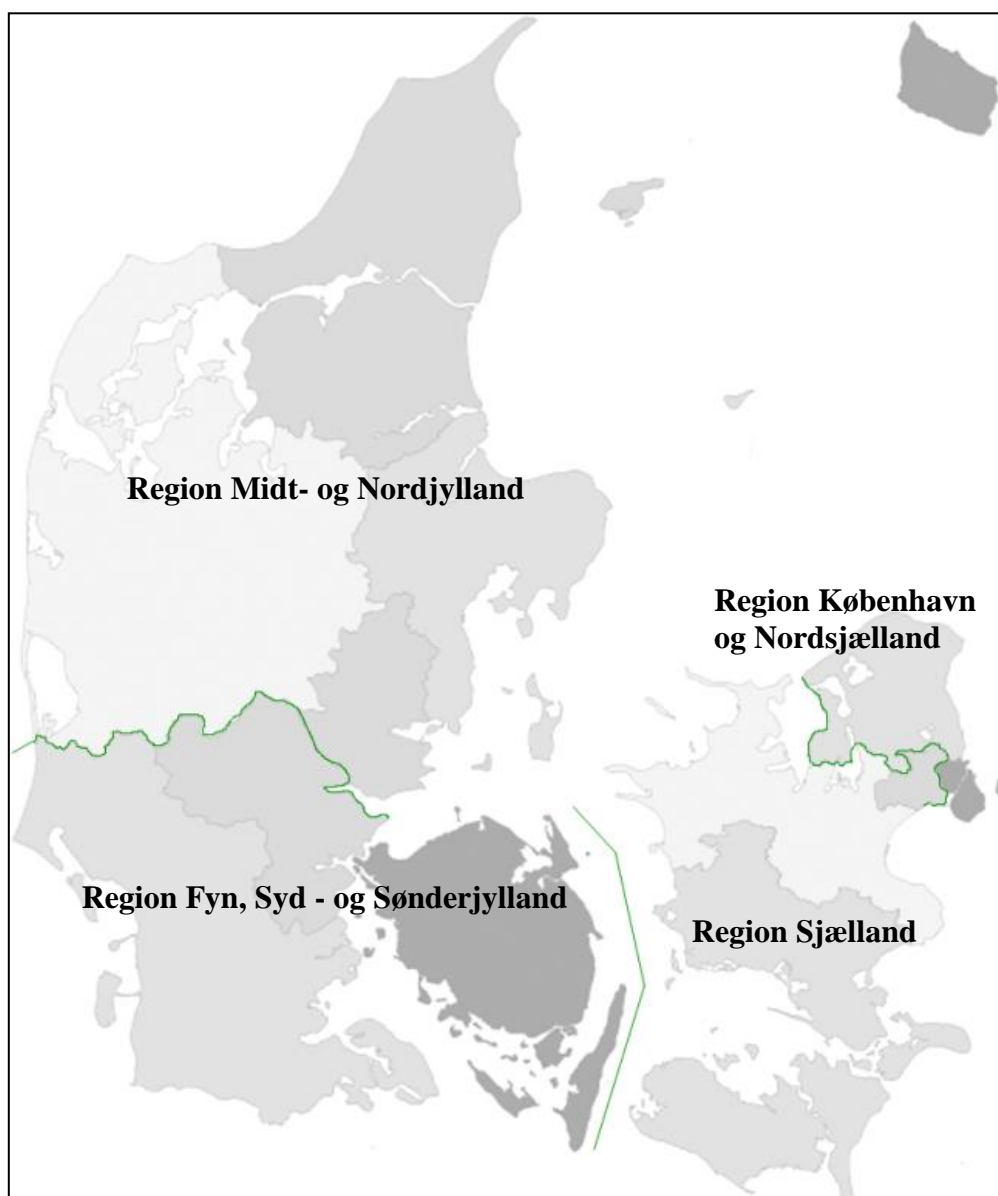 Region Midt- og Nordjylland
Region København
og Nordsjælland
Region Fyn, Syd - og Sønderjylland
Region Sjælland